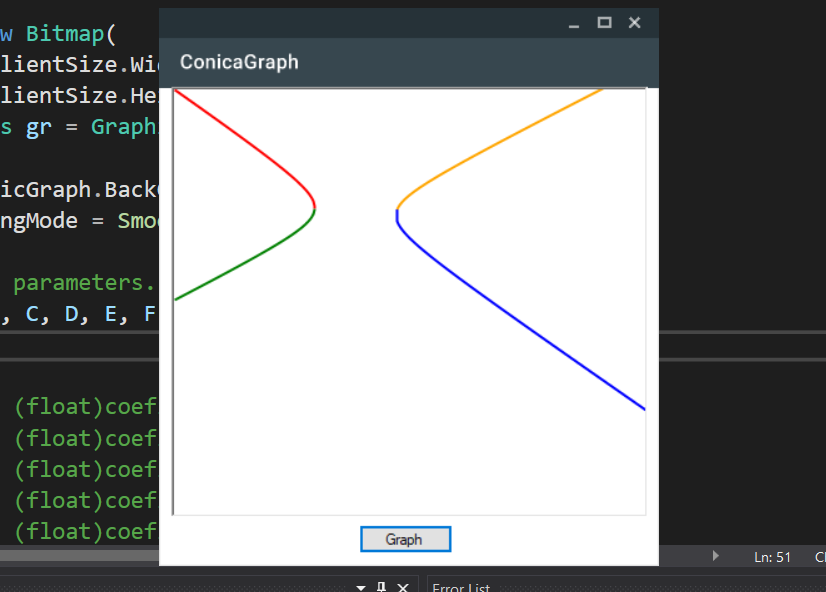 w Bitmap(
lientSize.Wi
lientSize.He
s gr = Graph
icGraph.Back
ngMode = Smo
parameters.
, C, D, E, F
(float)coef
(float)coef
(float)coef
(float)coef
(float)coef
ConicaGraph
Graph
Ln: 51
Error List